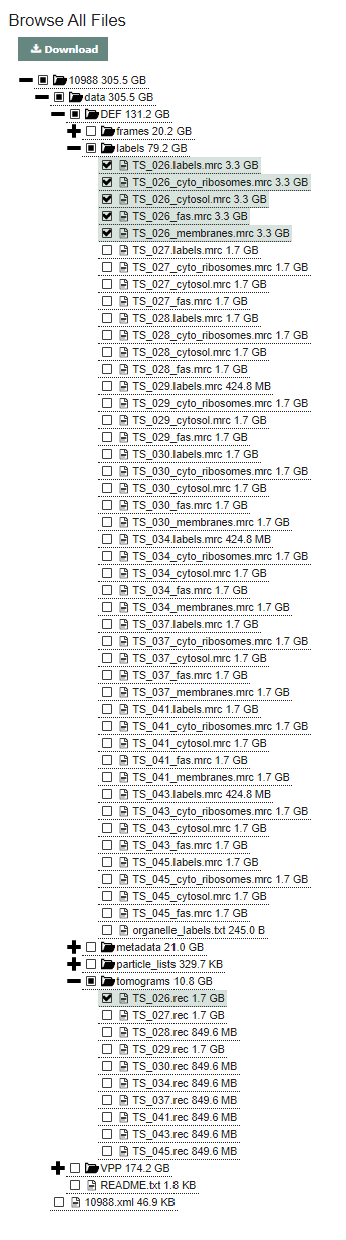 Browse All Files
Download
10988 305.5 GB
data 305.5 GB
DEF 131.2 GB
frames 20.2 GB
labels 79.2 GB
TS_026.labels.mrc 3.3 GB
TS_026_cyto_ribosomes.mrc 3.3 GB
TS_026_cytosol.mrc 3.3 GB
TS_026_fas.mrc 3.3 GB
TS_026_membranes.mrc 3.3 GB
TS_027.labels.mrc 1.7 GB
TS_027_cyto_ribosomes.mrc 1.7 GB
TS_027_cytosol.mrc 1.7 GB
TS_027_fas.mrc 1.7 GB
TS_028.labels.mrc 1.7 GB
TS_028_cyto_ribosomes.mrc 1.7 GB
TS_028_cytosol.mrc 1.7 GB
TS_028_fas.mrc 1.7 GB
TS_029.labels.mrc 424.8 MB
TS_029_cyto_ribosomes.mrc 1.7 GB
TS_029_cytosol.mrc 1.7 GB
TS_029_fas.mrc 1.7 GB
TS_030.labels.mrc 1.7 GB
TS_030_cyto_ribosomes.mrc 1.7 GB
TS_030_cytosol.mrc 1.7 GB
TS_030_fas.mrc 1.7 GB
TS_030_membranes.mrc 1.7 GB
TS_034.labels.mrc 424.8 MB
TS_034_cyto_ribosomes.mrc 1.7 GB
TS_034_cytosol.mrc 1.7 GB
TS_034_fas.mrc 1.7 GB
TS_034_membranes.mrc 1.7 GB
TS_037.labels.mrc 1.7 GB
TS_037_cyto_ribosomes.mrc 1.7 GB
TS_037_cytosol.mrc 1.7 GB
TS_037_fas.mrc 1.7 GB
TS_037_membranes.mrc 1.7 GB
TS_041.labels.mrc 1.7 GB
TS_041_cyto_ribosomes.mrc 1.7 GB
TS_041_cytosol.mrc 1.7 GB
TS_041_fas.mrc 1.7 GB
TS_041_membranes.mrc 1.7 GB
TS_043.labels.mrc 424.8 MB
TS_043_cyto_ribosomes.mrc 1.7 GB
TS_043_cytosol.mrc 1.7 GB
TS_043_fas.mrc 1.7 GB
TS_045.labels.mrc 1.7 GB
TS_045_cyto_ribosomes.mrc 1.7 GB
TS_045_cytosol.mrc 1.7 GB
TS_045_fas.mrc 1.7 GB
organelle_labels.txt 245.0 B
metadata 21.0 GB
particle_lists 329.7 KB
tomograms 10.8 GB
TS_026.rec 1.7 GB
TS_027.rec 1.7 GB
TS_028.rec 849.6 MB
TS_029.rec 1.7 GB
TS_030.rec 849.6 MB
TS_034.rec 849.6 MB
TS_037.rec 849.6 MB
TS_041.rec 849.6 MB
TS_043.rec 849.6 MB
TS_045.rec 849.6 MB
VPP 174.2 GB
README.txt 1.8 KB
10988.xml 46.9 KB